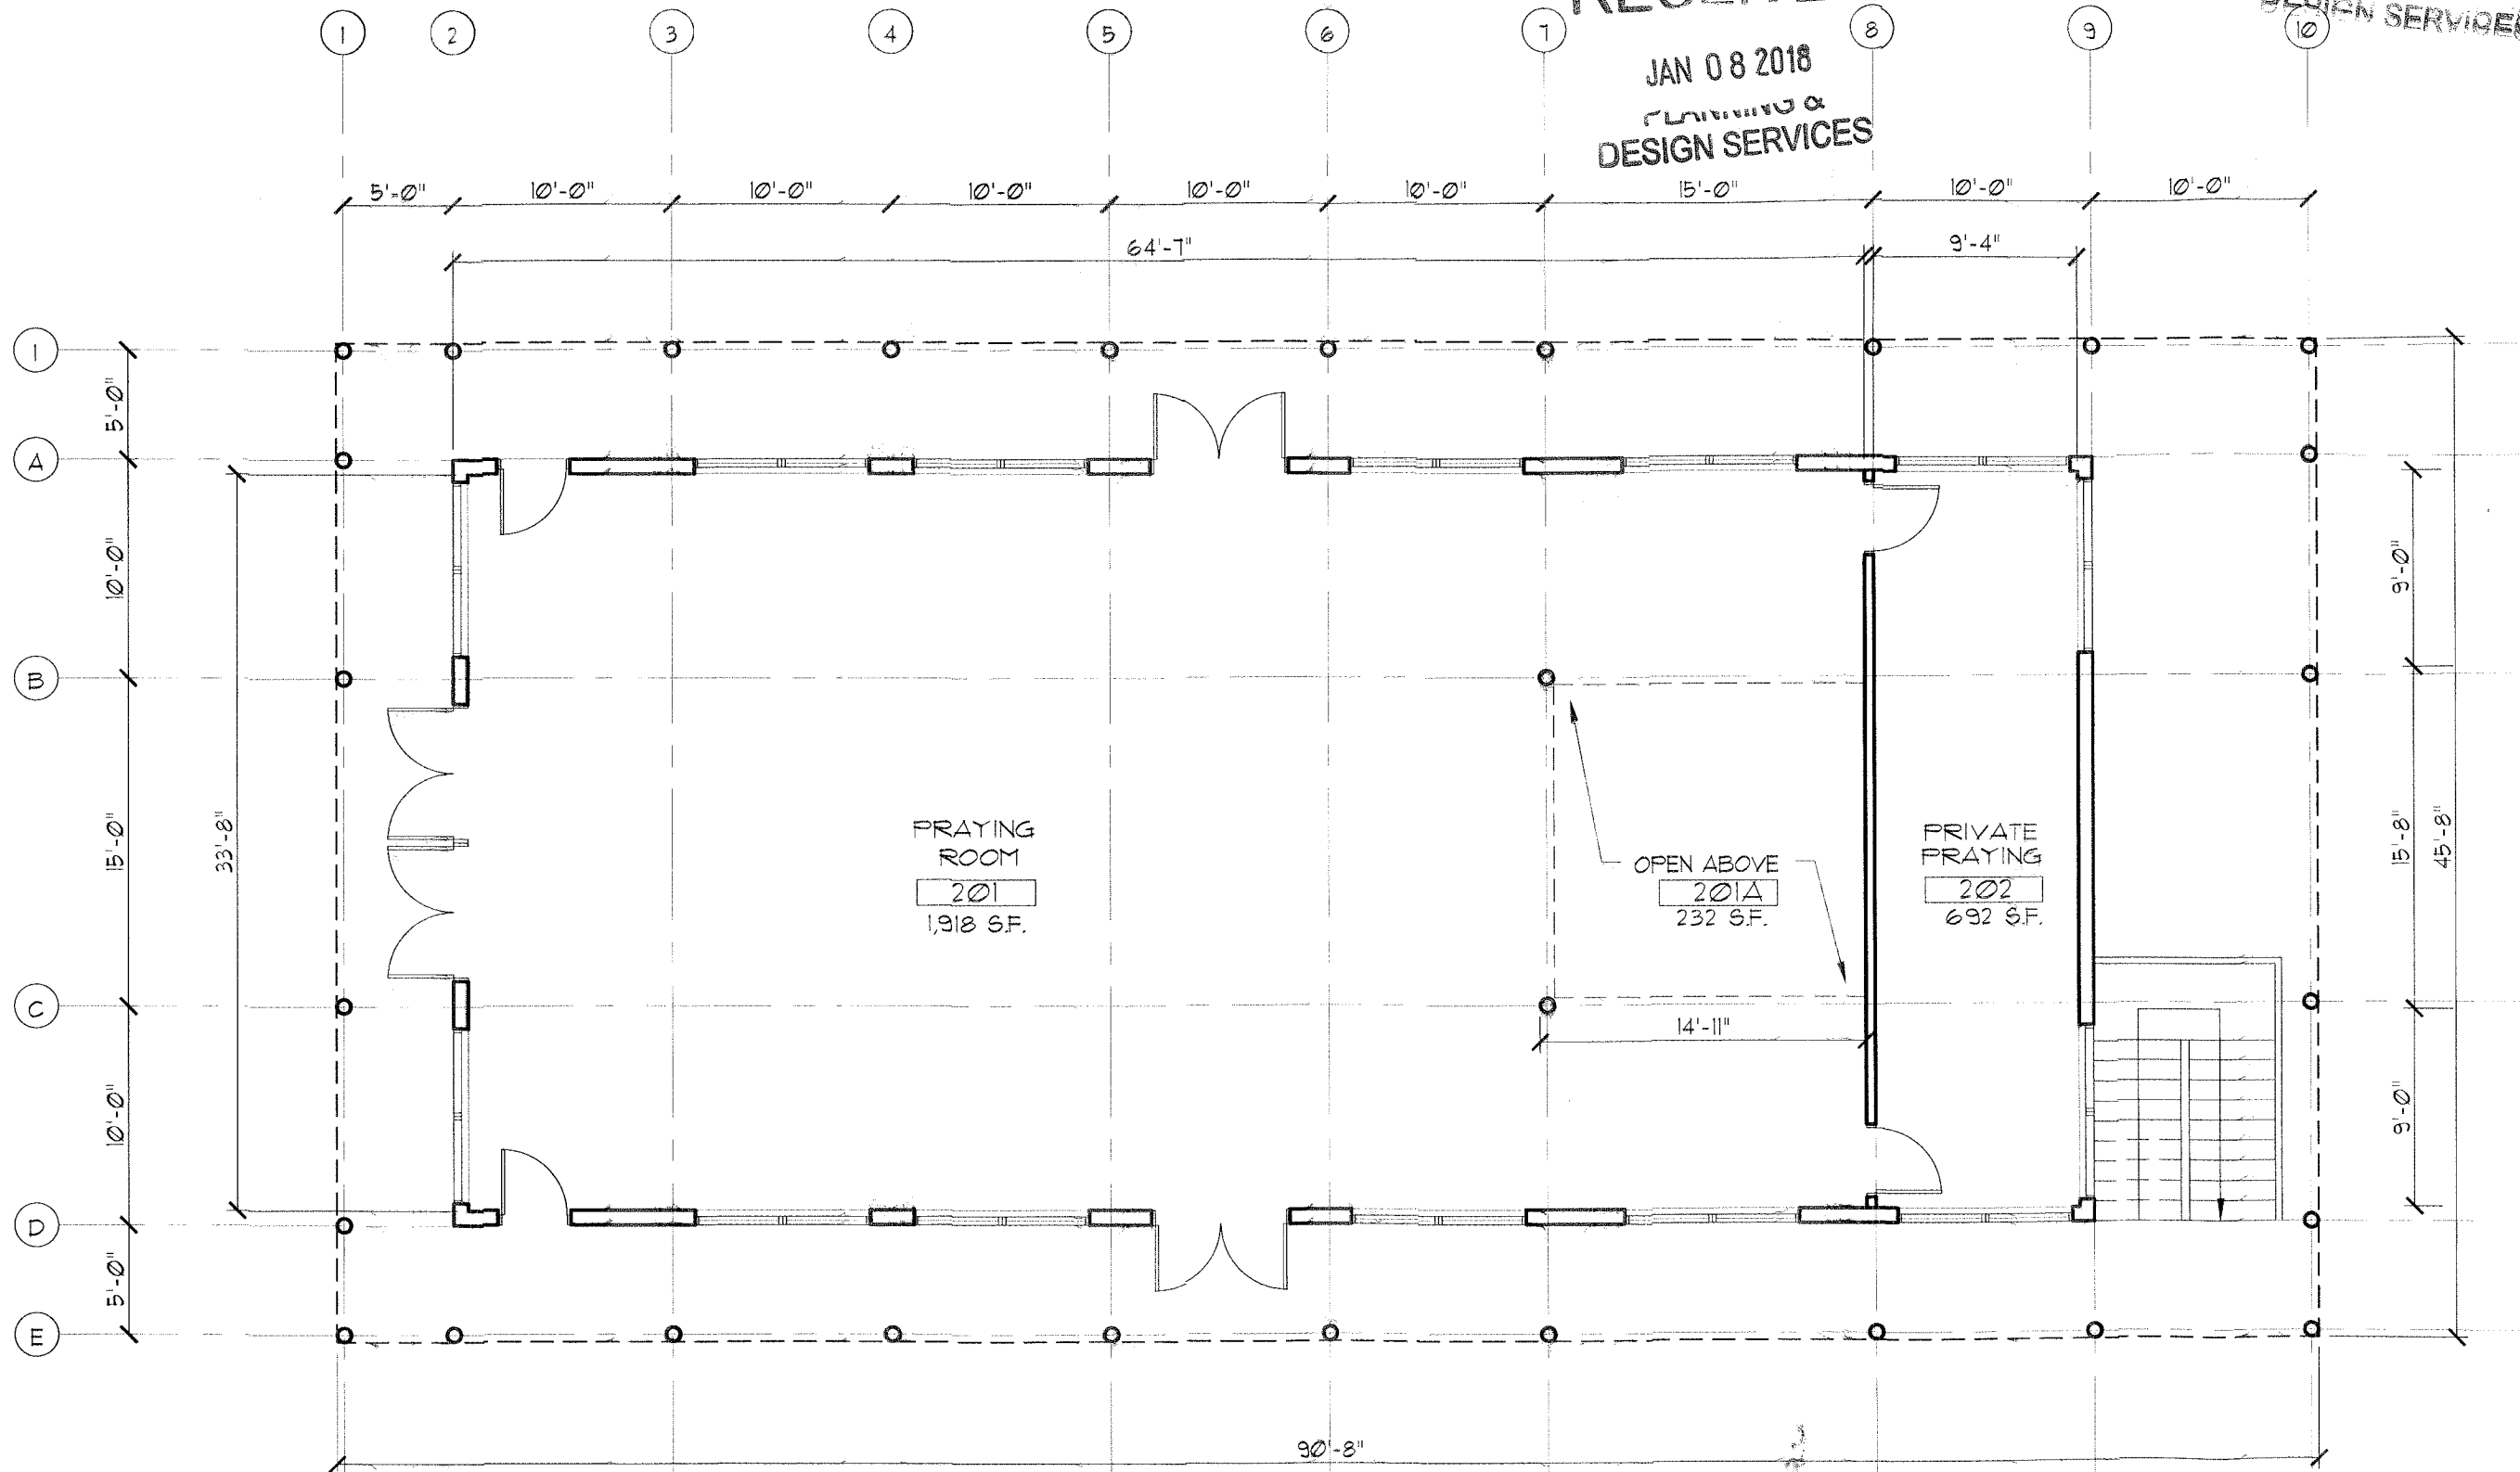 1 2 3 4 5 6 7 8 9 10
DESIGN SERVICES
JAN 08 2018
PLANNING &
DESIGN SERVICES
5'-0" 10'-0" 10'-0" 10'-0" 10'-0" 10'-0" 15'-0" 10'-0" 10'-0"
64'-7" 9'-4"
1
5'-0"
A
10'-0"
9'-0"
B
15'-0"
33'-8"
PRAYING
ROOM
201
1,918 S.F.
OPEN ABOVE
201A
232 S.F.
PRIVATE
PRAYING
202
692 S.F.
15'-8"
45'-8"
C
14'-11"
10'-0"
9'-0"
D
5'-0"
E
90'-8"